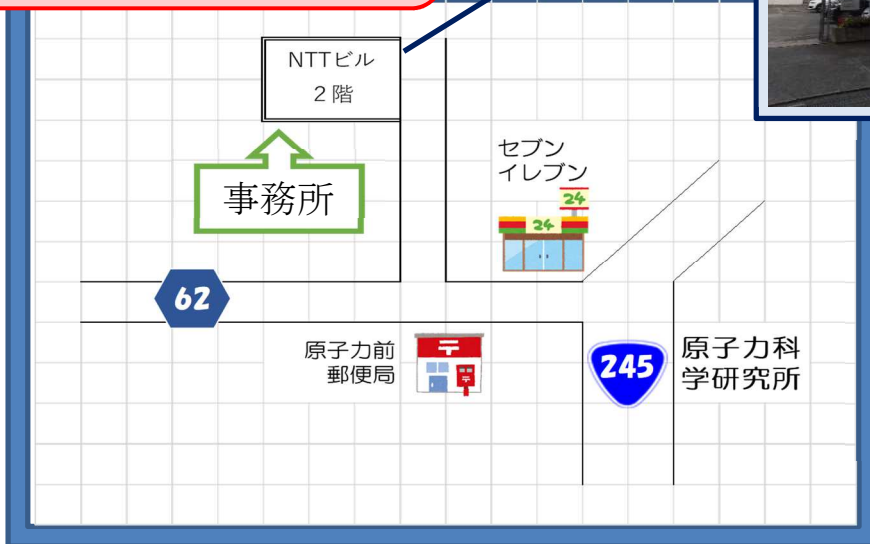 NTTビル
２階
事務所
セブン
イレブン
24
24
62
原子力前
郵便局
〒
〒
245
原子力科
学研究所